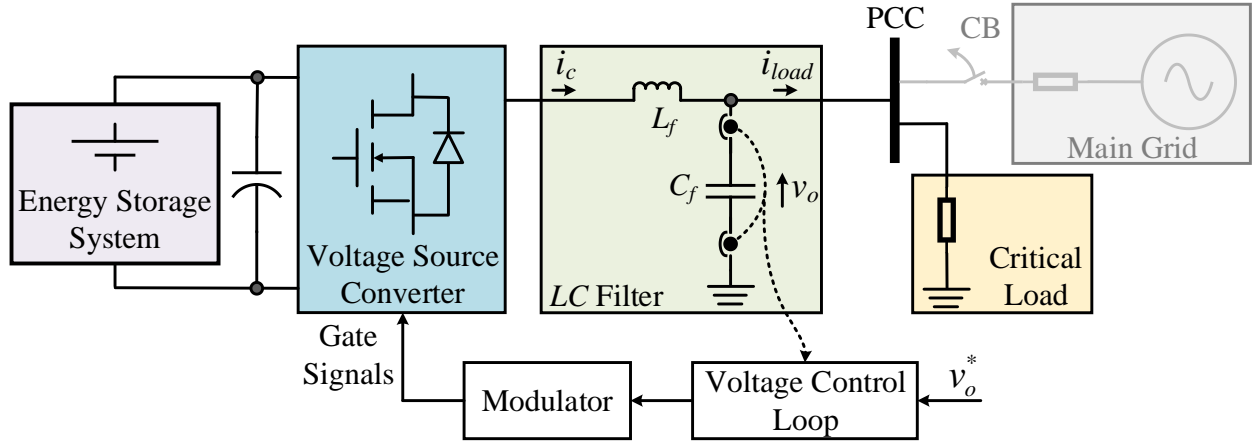 PCC
CB
i_c
i_load
L_f
Main Grid
Energy Storage
System
C_f
v_o
Voltage Source
Converter
LC Filter
Critical
Load
Gate
Signals
Modulator
Voltage Control
Loop
v_o^*